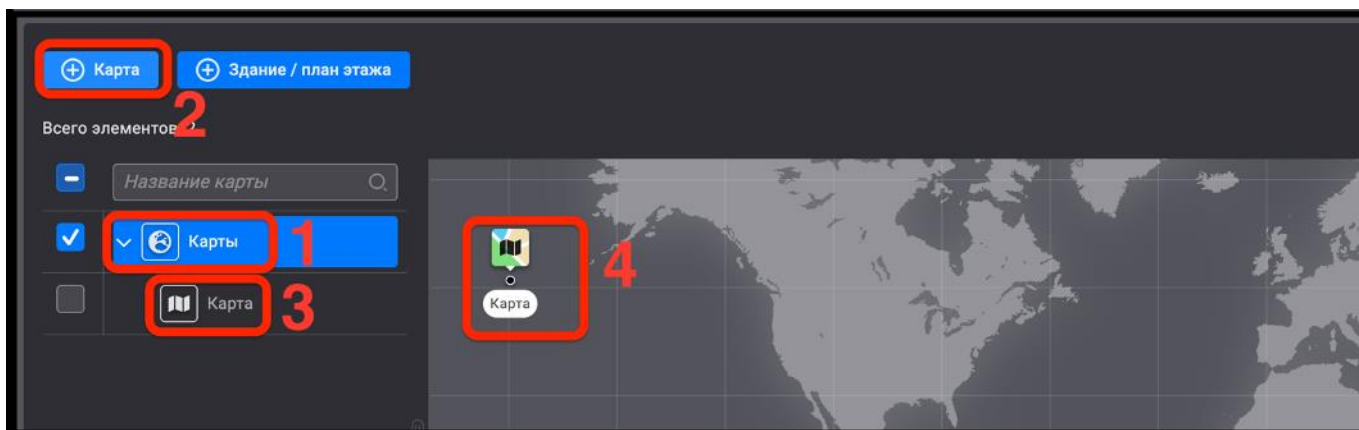 Карта
Здание / план этажа
2
Всего элементов
Название карты
Карты
1
4
Карта
3
Карта